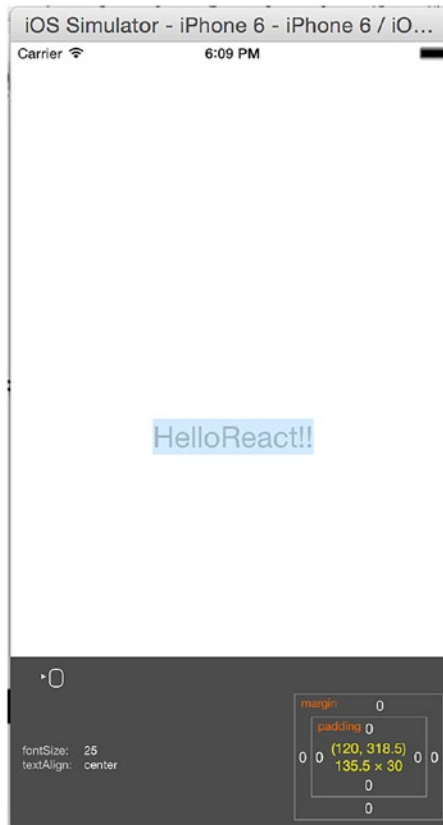 iOS Simulator - iPhone 6 - iPhone 6 / iO...
Carrier 6:09 PM
HelloReact!!
margin 0
padding 0
fontSize: 25
textAlign: center
0 0 (120, 318.5) 0 0
135.5 × 30
0
0